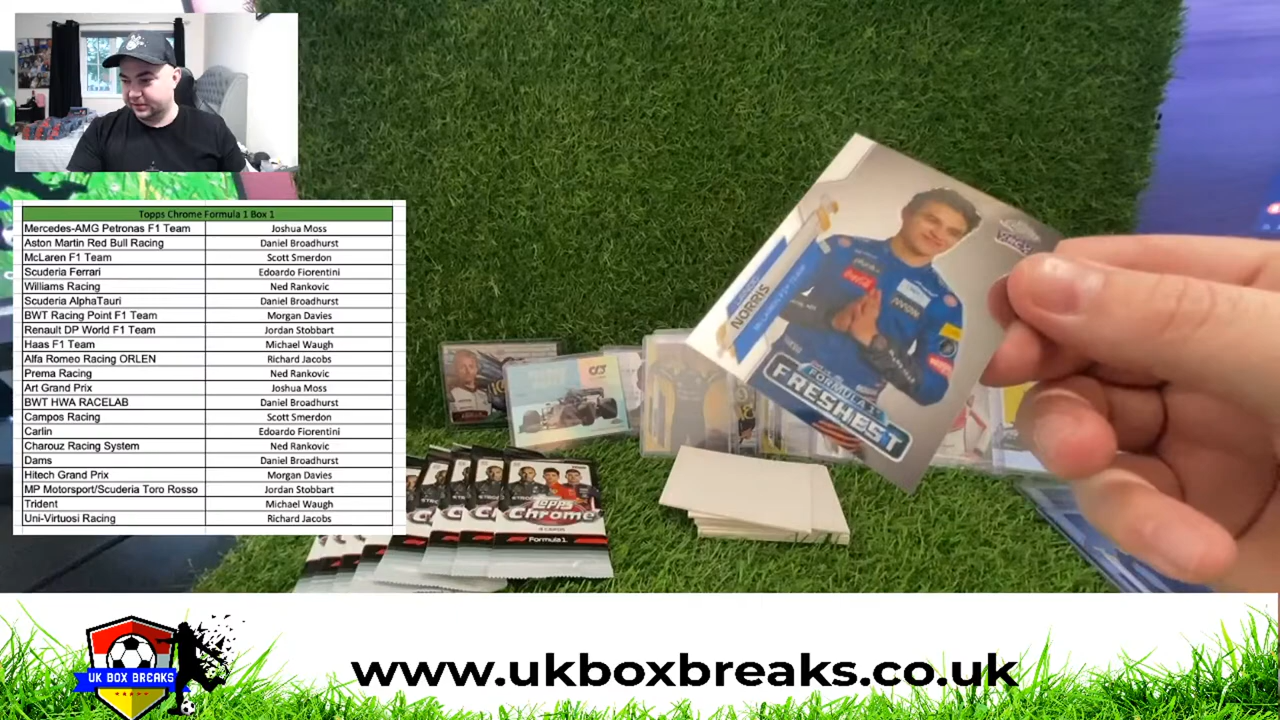 Topps Chrome Formula 1 Box 1
Mercedes-AMG Petronas F1 Team Joshua Moss
Aston Martin Red Bull Racing Daniel Broadhurst
McLaren F1 Team Scott Smerdon
Scuderia Ferrari Edoardo Fiorentini
Williams Racing Ned Rankovic
Scuderia AlphaTauri Daniel Broadhurst
BWT Racing Point F1 Team Morgan Davies
Renault DP World F1 Team Jordan Stobbart
Haas F1 Team Michael Waugh
Alfa Romeo Racing ORLEN Richard Jacobs
Prema Racing Ned Rankovic
Art Grand Prix Joshua Moss
BWT HWA RACELAB Daniel Broadhurst
Campos Racing Scott Smerdon
Carlin Edoardo Fiorentini
Charouz Racing System Ned Rankovic
Dams Daniel Broadhurst
Hitech Grand Prix Morgan Davies
MP Motorsport/Scuderia Toro Rosso Jordan Stobbart
Trident Michael Waugh
Uni-Virtuosi Racing Richard Jacobs
NORRIS
FORMULA 1
FRESHEST
Topps
Chrome
Formula 1
UK BOX BREAKS
www.ukboxbreaks.co.uk